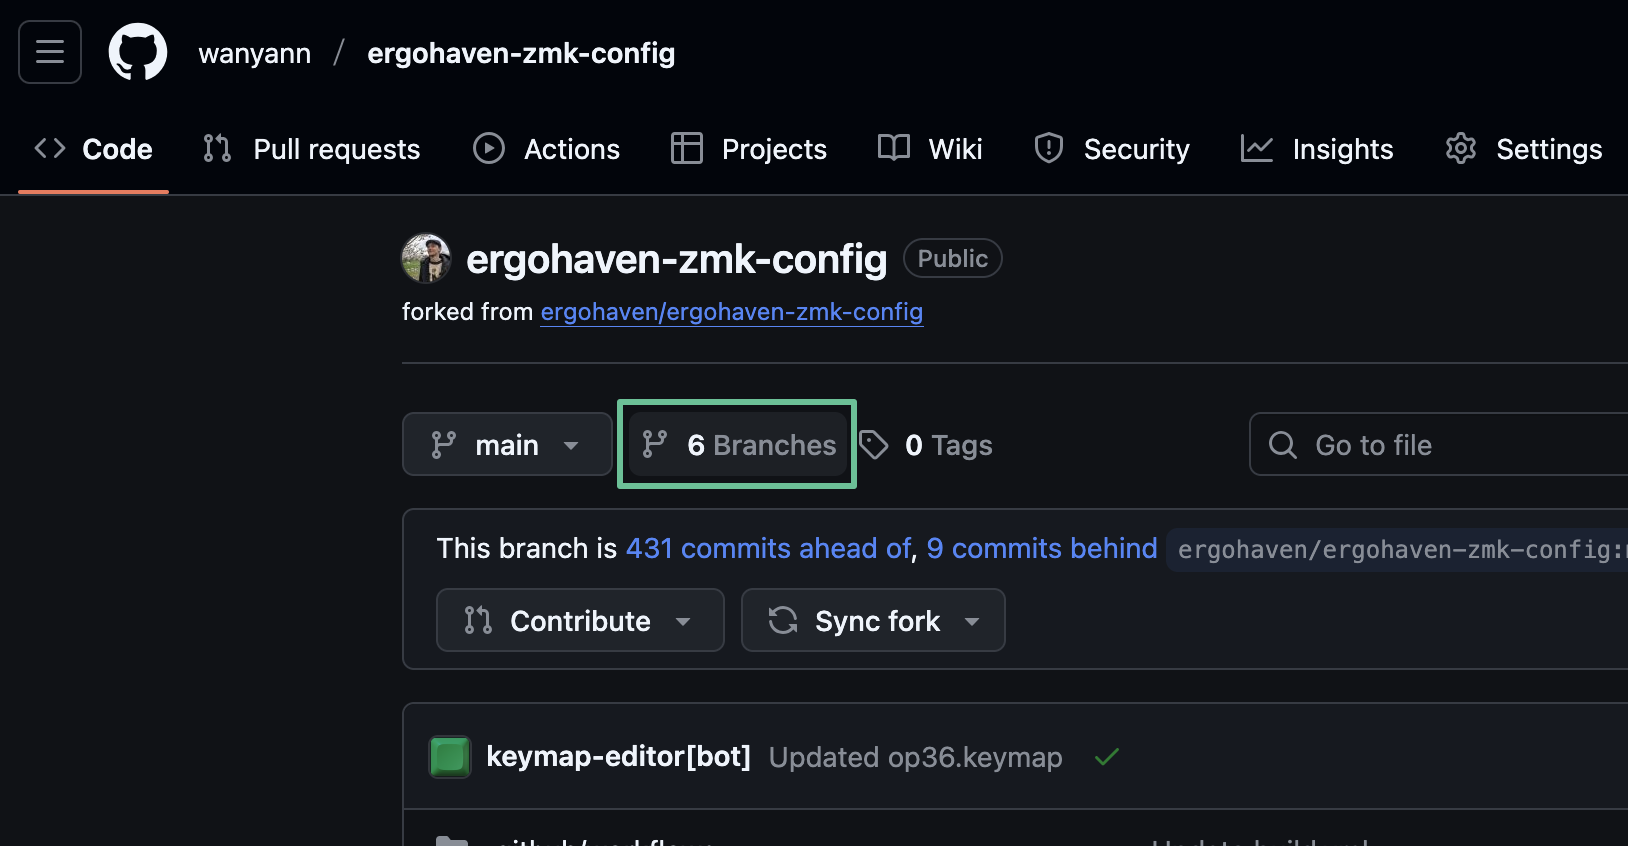 wanyann / ergohaven-zmk-config
Code Pull requests Actions Projects Wiki Security Insights Settings
ergohaven-zmk-config Public
forked from ergohaven/ergohaven-zmk-config
main 6 Branches 0 Tags Go to file
This branch is 431 commits ahead of, 9 commits behind ergohaven/ergohaven-zmk-config:
Contribute Sync fork
keymap-editor[bot] Updated op36.keymap